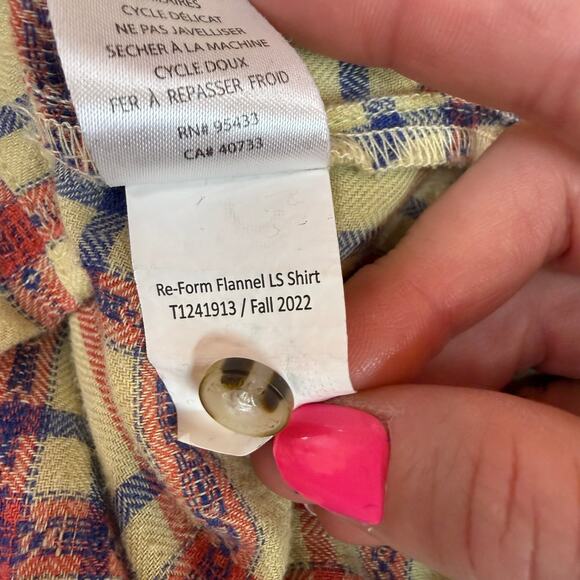 CYCLE DÉLICAT
NE PAS JAVELLISER
SÉCHER À LA MACHINE
CYCLE DOUX
FER À REPASSER FROID
RN# 95433
CA# 40733
Re-Form Flannel LS Shirt
T1241913 / Fall 2022